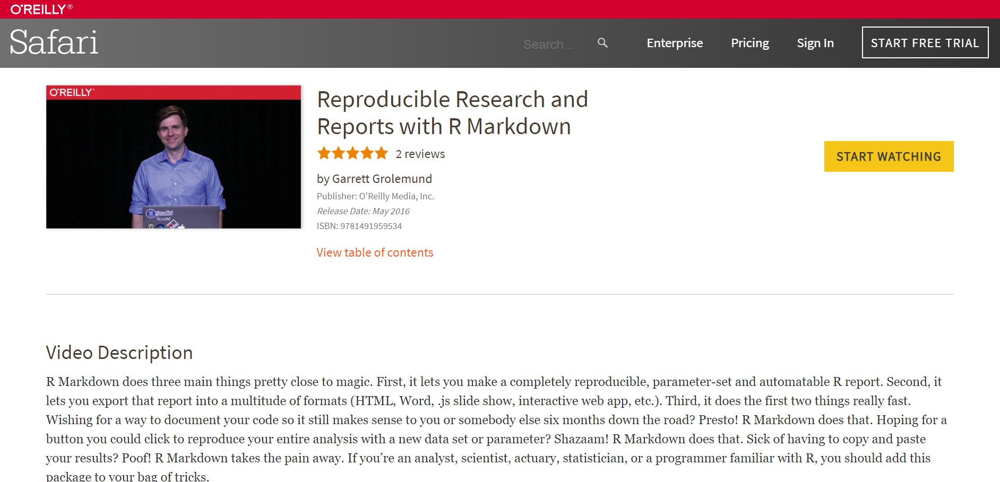 O'REILLY®
Safari
Search...
Enterprise
Pricing
Sign In
START FREE TRIAL
O'REILLY®
Studio
Reproducible Research and
Reports with R Markdown
2 reviews
START WATCHING
by Garrett Grolemund
Publisher: O'Reilly Media, Inc.
Release Date: May 2016
ISBN: 9781491959534
View table of contents
Video Description
R Markdown does three main things pretty close to magic. First, it lets you make a completely reproducible, parameter-set and automatable R report. Second, it
lets you export that report into a multitude of formats (HTML, Word, .js slide show, interactive web app, etc.). Third, it does the first two things really fast.
Wishing for a way to document your code so it still makes sense to you or somebody else six months down the road? Presto! R Markdown does that. Hoping for a
button you could click to reproduce your entire analysis with a new data set or parameter? Shazaam! R Markdown does that. Sick of having to copy and paste
your results? Poof! R Markdown takes the pain away. If you’re an analyst, scientist, actuary, statistician, or a programmer familiar with R, you should add this
package to your bag of tricks.